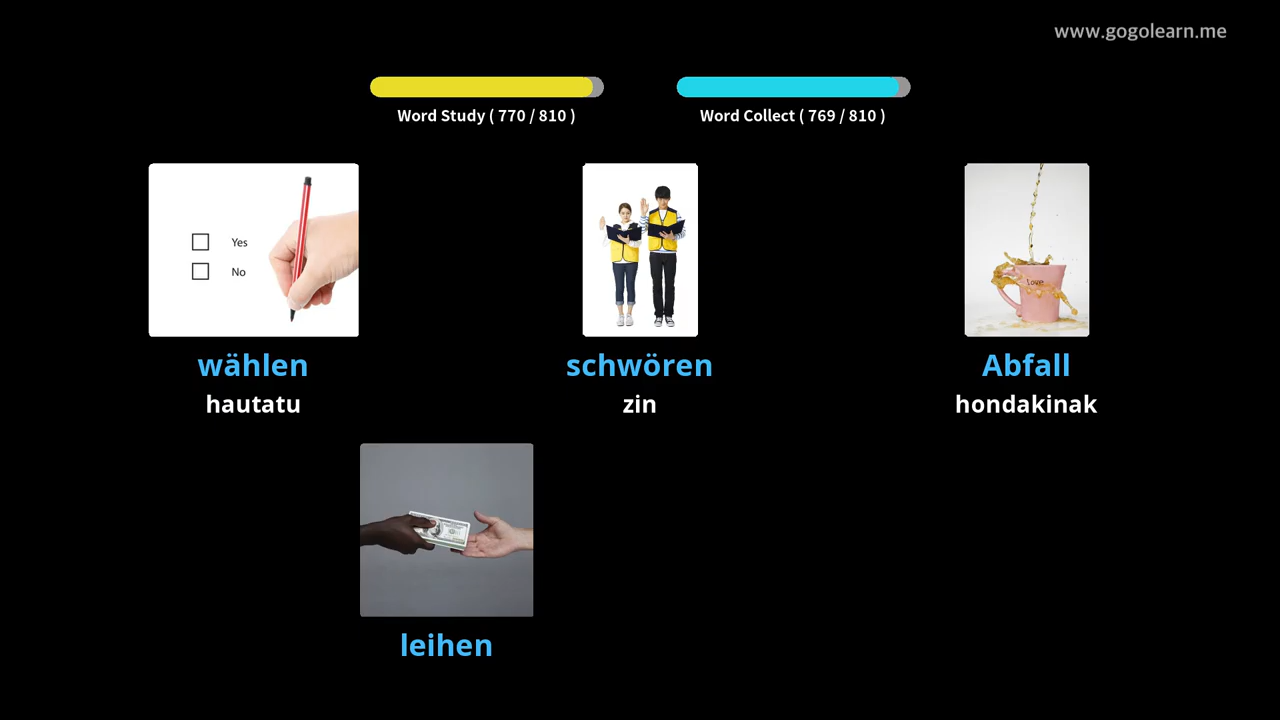 www.gogolearn.me
Word Study ( 770 / 810 )
Word Collect ( 769 / 810 )
Yes
No
Love
wählen
schwören
Abfall
hautatu
zin
hondakinak
leihen